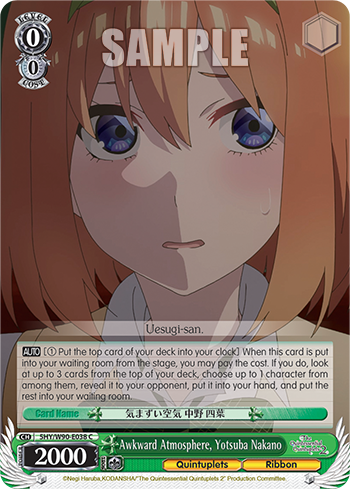 LEVEL
0
0
COST
SAMPLE
Uesugi-san.
AUTO [① Put the top card of your deck into your clock] When this card is put
into your waiting room from the stage, you may pay the cost. If you do, look
at up to 3 cards from the top of your deck, choose up to 1 character from
among them, reveal it to your opponent, put it into your hand, and put the
rest into your waiting room.
Card Name 気まずい空気 中野 四葉
CH 5HY/W90-E038 C
Awkward Atmosphere, Yotsuba Nakano
The Quintessential Quintuplets 2
2000
Quintuplets
Ribbon
©Negi Haruba,KODANSHA/"The Quintessential Quintuplets 2" Production Committee.